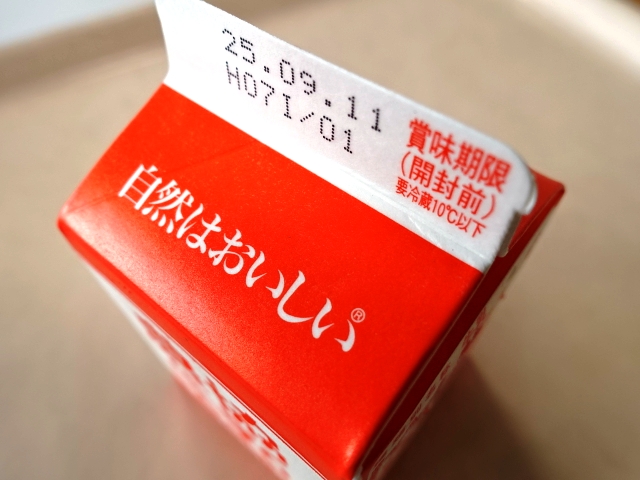 25.09.11
H07I/01
賞味期限
(開封前)
要冷蔵10℃以下
自然はおいしい®